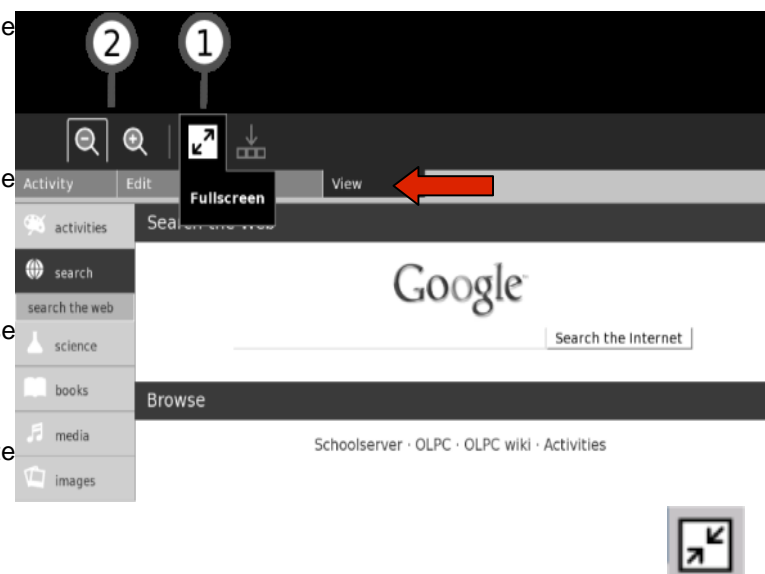 e
2 1
e
Activity Edit View
Fullscreen
activities
Search the Web
search
Google
search the web
e
Search the Internet
science
books
Browse
media
Schoolserver · OLPC · OLPC wiki · Activities
e
images